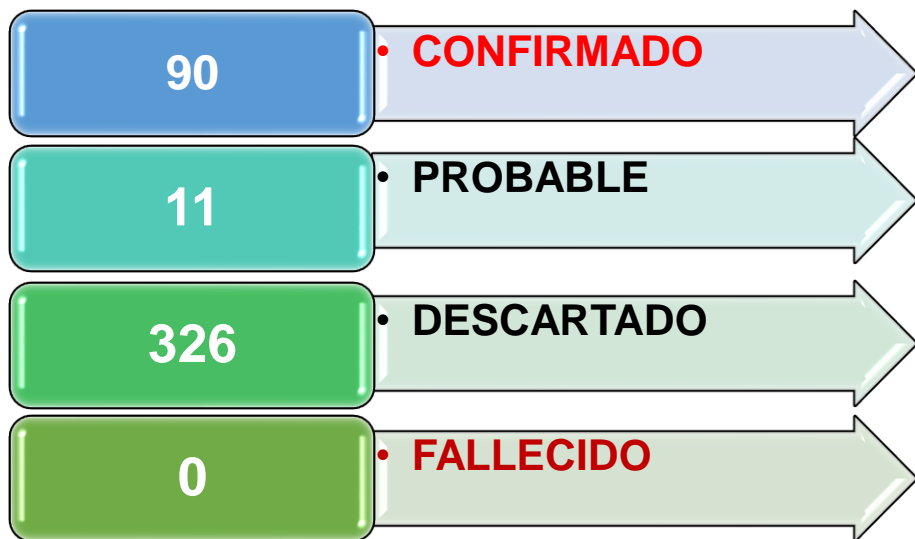 90
• CONFIRMADO
11
• PROBABLE
326
• DESCARTADO
0
• FALLECIDO